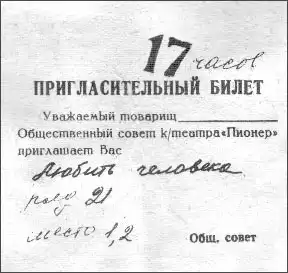 17 часов
ПРИГЛАСИТЕЛЬНЫЙ БИЛЕТ
Уважаемый товарищ
Общественный совет к/театра «Пионер»
приглашает Вас
Любить человека
ряд 21
место 1,2
Общ. совет